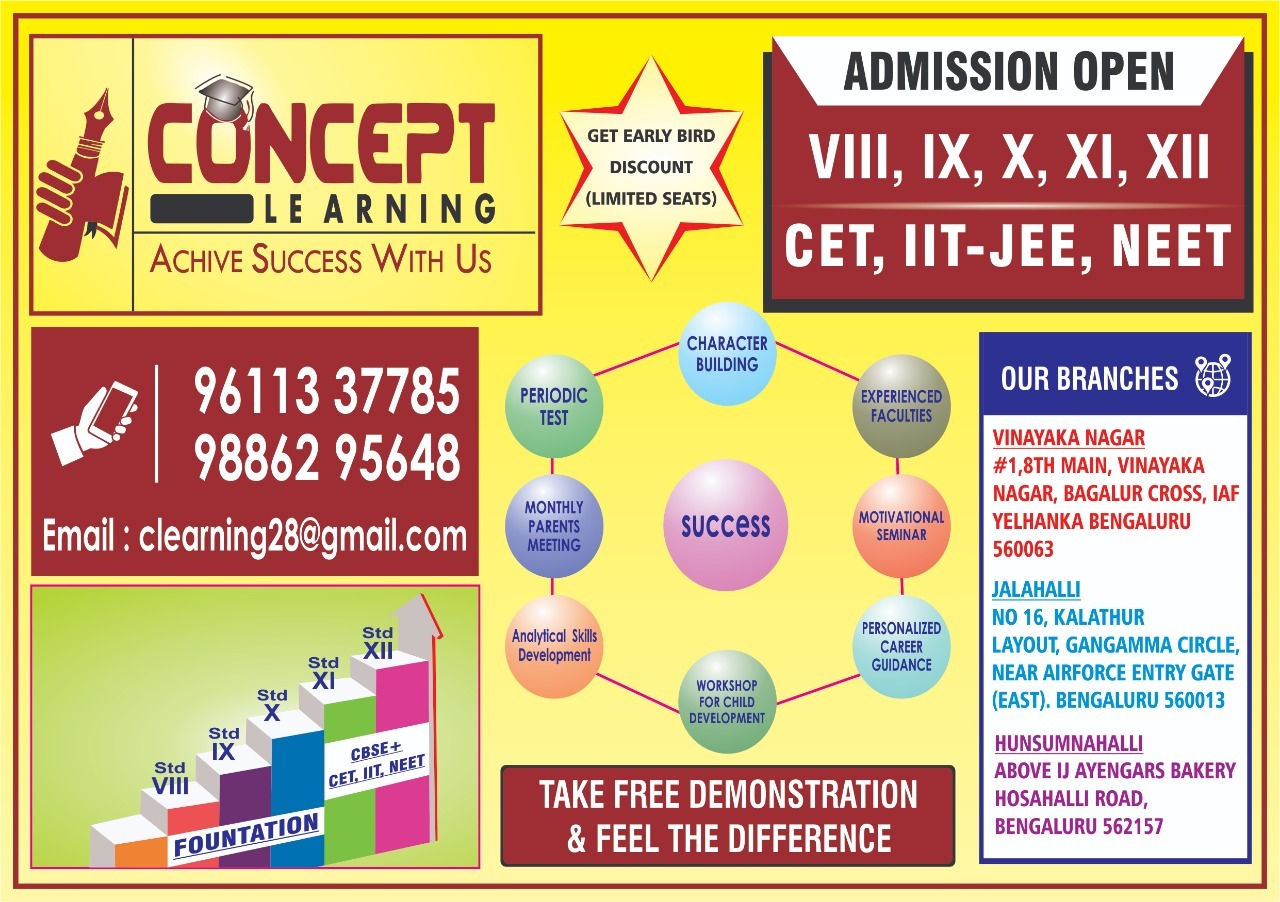 CONCEPT
LE ARNING
ACHIVE SUCCESS WITH US
GET EARLY BIRD
DISCOUNT
(LIMITED SEATS)
ADMISSION OPEN
VIII, IX, X, XI, XII
CET, IIT-JEE, NEET
96113 37785
98862 95648
Email : clearning28@gmail.com
CHARACTER
BUILDING
PERIODIC
TEST
EXPERIENCED
FACULTIES
MONTHLY
PARENTS
MEETING
success
MOTIVATIONAL
SEMINAR
Analytical Skills
Development
PERSONALIZED
CAREER
GUIDANCE
WORKSHOP
FOR CHILD
DEVELOPMENT
Std
VIII
Std
IX
Std
X
Std
XI
Std
XII
FOUNTATION
CBSE+
CET, IIT, NEET
TAKE FREE DEMONSTRATION
& FEEL THE DIFFERENCE
OUR BRANCHES
VINAYAKA NAGAR
#1,8TH MAIN, VINAYAKA
NAGAR, BAGALUR CROSS, IAF
YELHANKA BENGALURU
560063
JALAHALLI
NO 16, KALATHUR
LAYOUT, GANGAMMA CIRCLE,
NEAR AIRFORCE ENTRY GATE
(EAST). BENGALURU 560013
HUNSUMNAHALLI
ABOVE IJ AYENGARS BAKERY
HOSAHALLI ROAD,
BENGALURU 562157